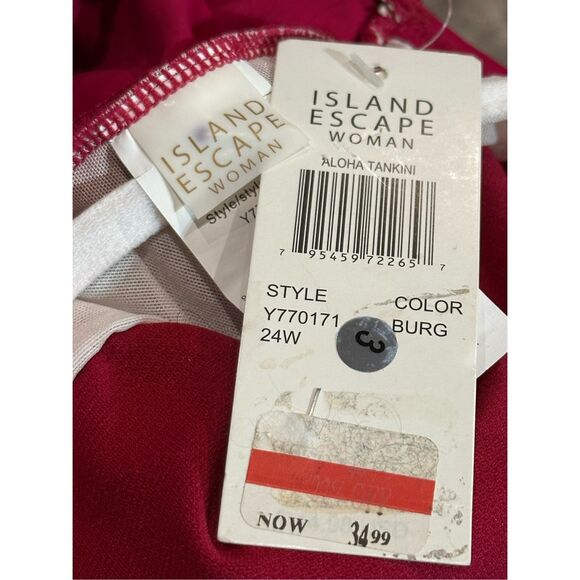 ISLAND
ESCAPE
WOMAN
ALOHA TANKINI
7 95459 72265 7
STYLE COLOR
Y770171 BURG
24W
3
NOW 34.99
ISLAND
ESCAPE
WOMAN
Style/style
Y7